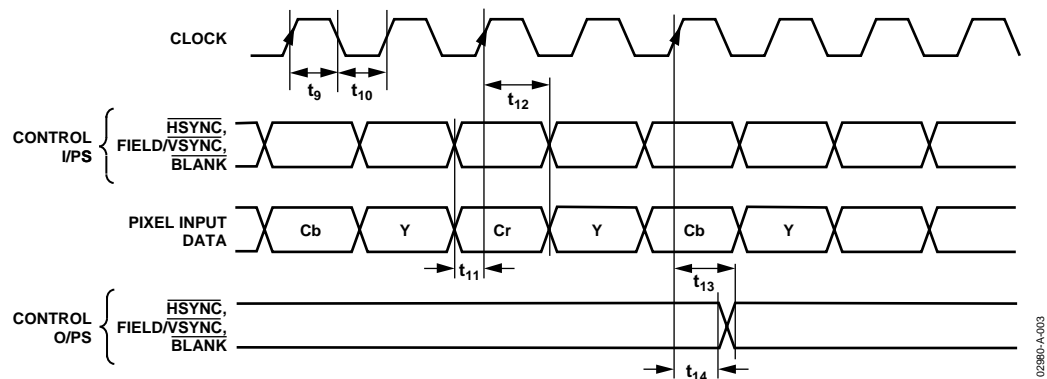 CLOCK
t9
t10
t12
CONTROL
I/PS
HSYNC,
FIELD/VSYNC,
BLANK
PIXEL INPUT
DATA
Cb
Y
Cr
Y
Cb
Y
t11
t13
CONTROL
O/PS
HSYNC,
FIELD/VSYNC,
BLANK
t14
02980-A-003